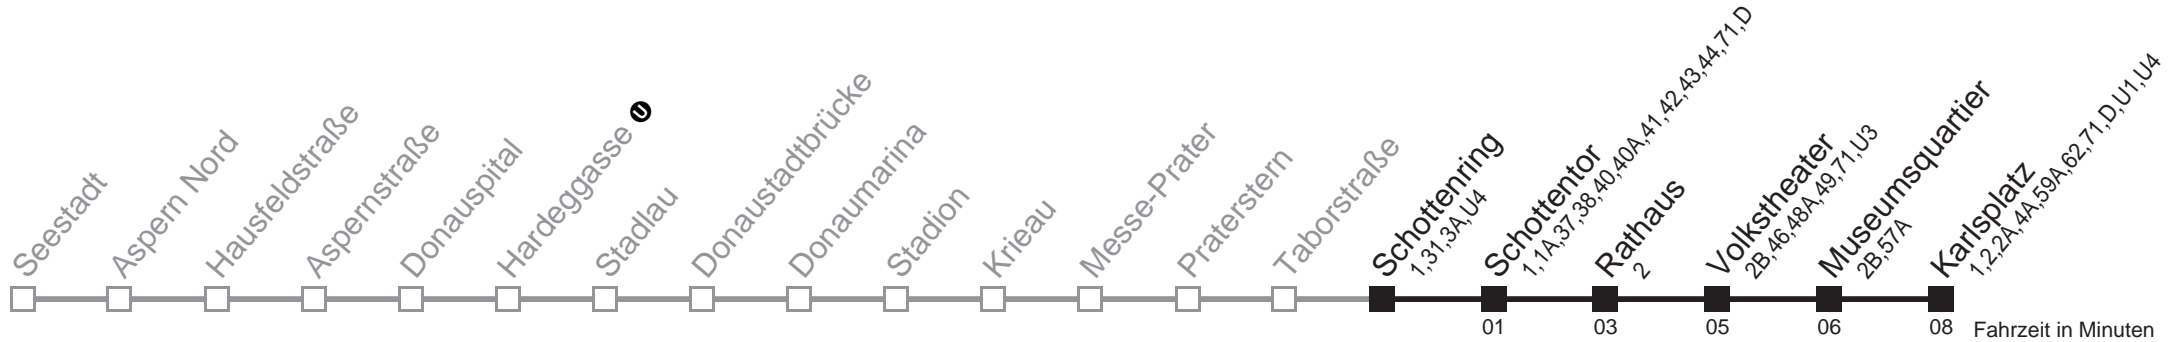 Seestadt
Aspern Nord
Hausfeldstraße
Aspernstraße
Donauspital
Hardeggasse U
Stadlau
Donaustadtbrücke
Donaumarina
Stadion
Krieau
Messe-Prater
Praterstern
Taborstraße
Schottenring
1,31,3A,U4
Schottentor
1,1A,37,38,40,40A,41,42,43,44,71,D
Rathaus
2
Volkstheater
2B,46,48A,49,71,U3
Museumsquartier
2B,57A
Karlsplatz
1,2,2A,4A,59A,62,71,D,U1,U4
01 03 05 06 08 Fahrzeit in Minuten